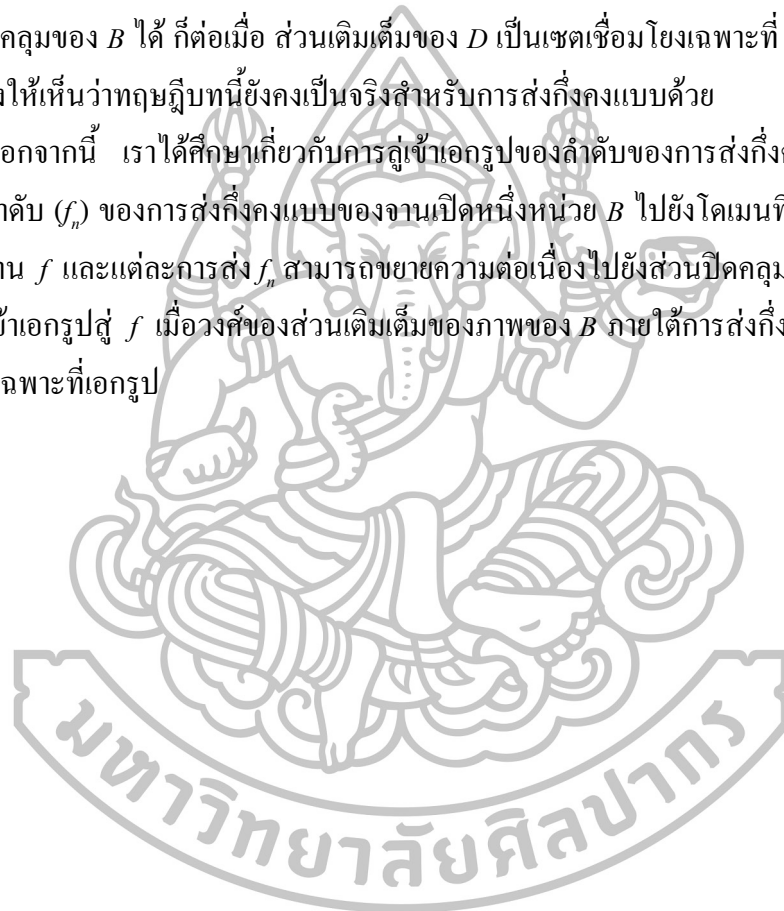 คลุมของ B ได้ ก็ต่อเมื่อ ส่วนเติมเต็มของ D เป็นเซตเชื่อมโยงเฉพาะที่
งให้เห็นว่าทฤษฎีบทนี้ยังคงเป็นจริงสำหรับการส่งกึ่งคงแบบด้วย
อกจากนี้ เราได้ศึกษาเกี่ยวกับการลู่เข้าเอกรูปของลำดับของการส่งกึ่งค
าดับ (fₙ) ของการส่งกึ่งคงแบบของจานเปิดหนึ่งหน่วย B ไปยังโดเมนที
าน f และแต่ละการส่ง fₙ สามารถขยายความต่อเนื่องไปยังส่วนปิดคลุม
ข้าเอกรูปสู่ f เมื่อวงศ์ของส่วนเติมเต็มของภาพของ B ภายใต้การส่งกึ่ง
ฉพาะที่เอกรูป
มหาวิทยาลัยศิลปากร